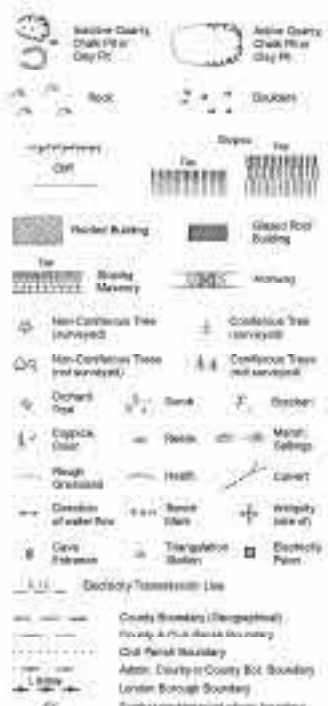 Inactive Quarry, Chalk Pit or Clay Pit
Active Quarry, Chalk Pit or Clay Pit
Rock
Boulders
Slopes
Top
Top
Cliff
Roofed Building
Glazed Roof Building
Top
Sloping Masonry
Archway
Non-Coniferous Tree (surveyed)
Coniferous Tree (surveyed)
Non-Coniferous Trees (not surveyed)
Coniferous Trees (not surveyed)
Orchard Tree
Scrub
Bracken
Coppice, Osier
Reeds
Marsh, Saltings
Rough Grassland
Heath
Culvert
Direction of water flow
Bench Mark
Antiquity (site of)
Cave Entrance
Triangulation Station
Electricity Pylon
Electricity Transmission Line
County Boundary (Geographical)
County & Civil Parish Boundary
Civil Parish Boundary
Admin. County or County Bor. Boundary
London Borough Boundary